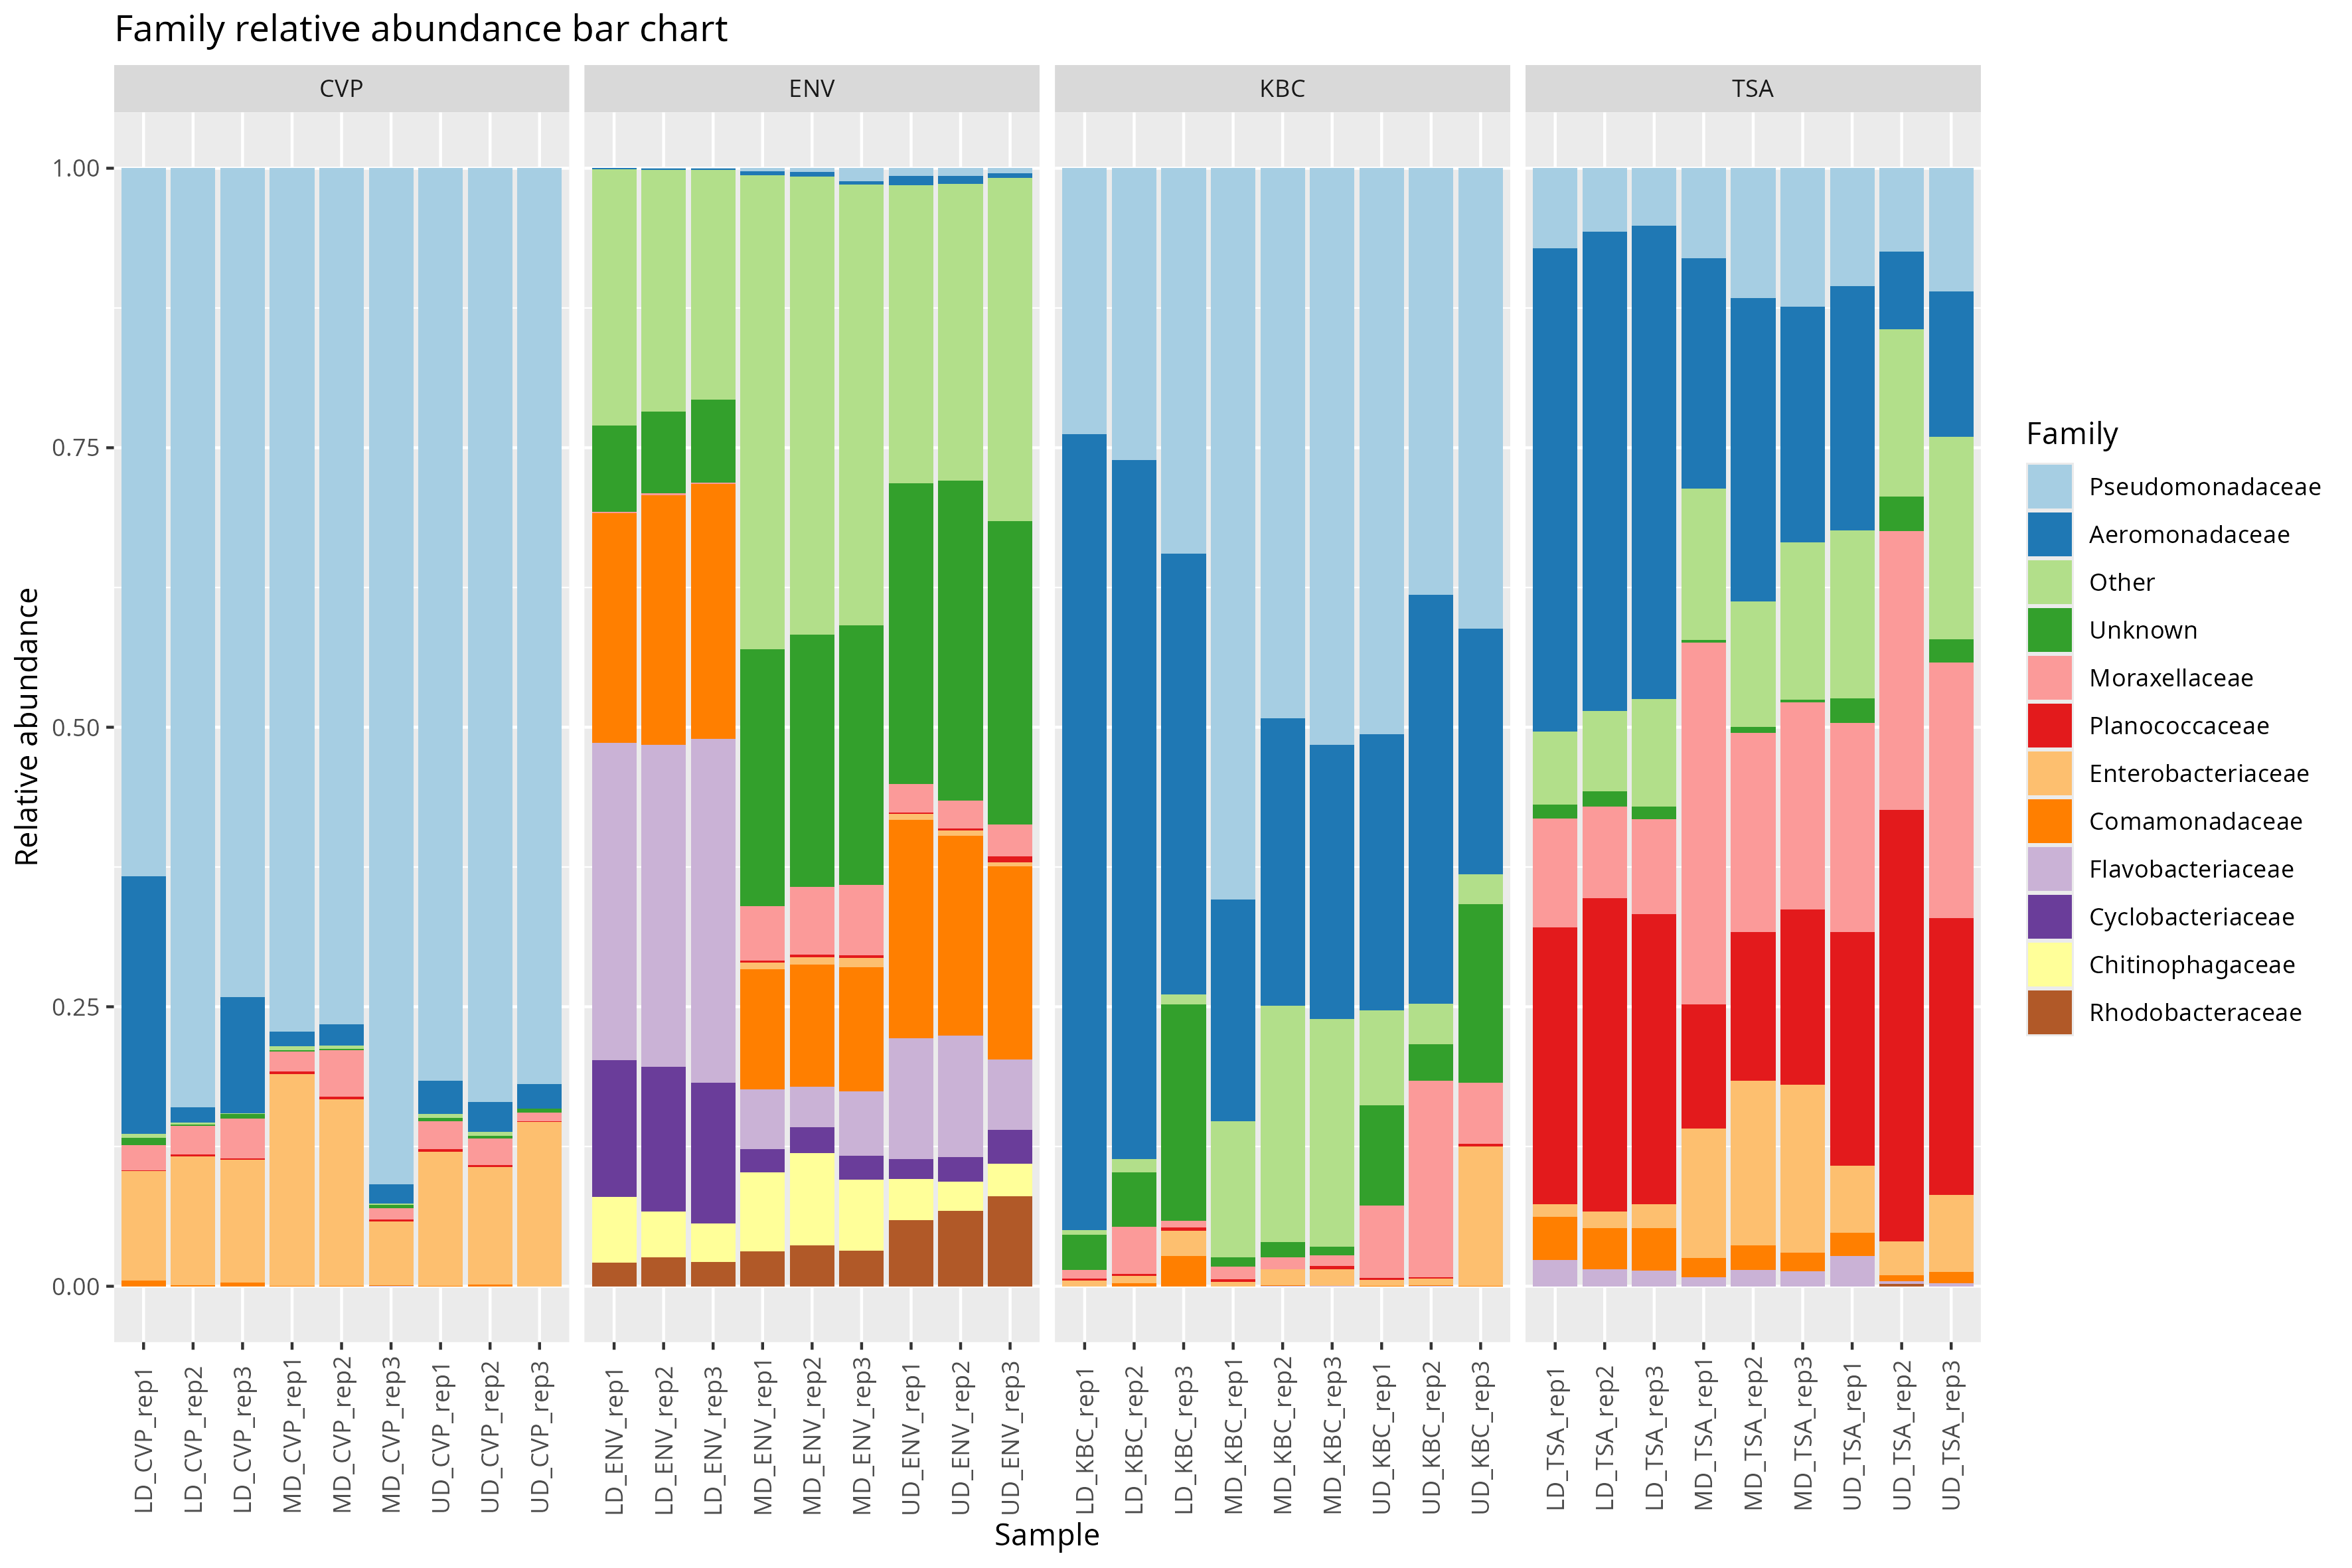 Family relative abundance bar chart
CVP
ENV
KBC
TSA
1.00
0.75
0.50
0.25
0.00
Relative abundance
LD_CVP_rep1
LD_CVP_rep2
LD_CVP_rep3
MD_CVP_rep1
MD_CVP_rep2
MD_CVP_rep3
UD_CVP_rep1
UD_CVP_rep2
UD_CVP_rep3
LD_ENV_rep1
LD_ENV_rep2
LD_ENV_rep3
MD_ENV_rep1
MD_ENV_rep2
MD_ENV_rep3
UD_ENV_rep1
UD_ENV_rep2
UD_ENV_rep3
LD_KBC_rep1
LD_KBC_rep2
LD_KBC_rep3
MD_KBC_rep1
MD_KBC_rep2
MD_KBC_rep3
UD_KBC_rep1
UD_KBC_rep2
UD_KBC_rep3
LD_TSA_rep1
LD_TSA_rep2
LD_TSA_rep3
MD_TSA_rep1
MD_TSA_rep2
MD_TSA_rep3
UD_TSA_rep1
UD_TSA_rep2
UD_TSA_rep3
Sample
Family
Pseudomonadaceae
Aeromonadaceae
Other
Unknown
Moraxellaceae
Planococcaceae
Enterobacteriaceae
Comamonadaceae
Flavobacteriaceae
Cyclobacteriaceae
Chitinophagaceae
Rhodobacteraceae